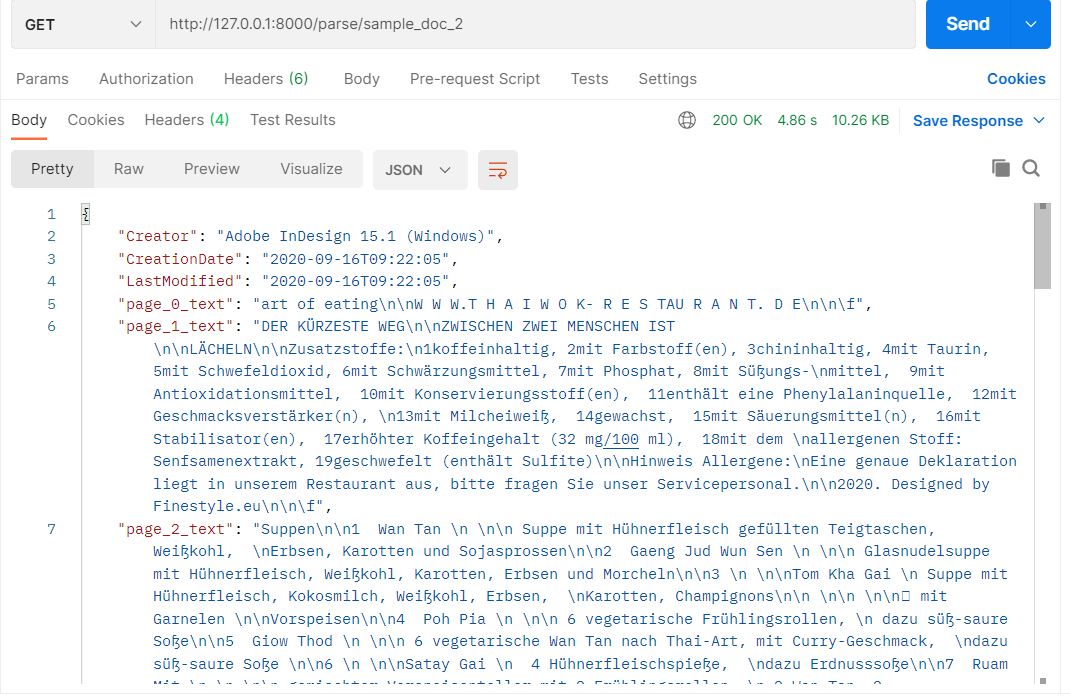 GET http://127.0.0.1:8000/parse/sample_doc_2 Send
Params Authorization Headers (6) Body Pre-request Script Tests Settings Cookies
Body Cookies Headers (4) Test Results 200 OK 4.86 s 10.26 KB Save Response
Pretty Raw Preview Visualize JSON
1 {
2 "Creator": "Adobe InDesign 15.1 (Windows)",
3 "CreationDate": "2020-09-16T09:22:05",
4 "LastModified": "2020-09-16T09:22:05",
5 "page_0_text": "art of eating\n\nW W W.T H A I W O K- R E S TAU R A N T. D E\n\n\f",
6 "page_1_text": "DER KÜRZESTE WEG\n\nZWISCHEN ZWEI MENSCHEN IST
\n\nLÄCHELN\n\nZusatzstoffe:\n1koffeinhaltig, 2mit Farbstoff(en), 3chininhaltig, 4mit Taurin,
5mit Schwefeldioxid, 6mit Schwärzungsmittel, 7mit Phosphat, 8mit Süßungs-\nmittel, 9mit
Antioxidationsmittel, 10mit Konservierungsstoff(en), 11enthält eine Phenylalaninquelle, 12mit
Geschmacksverstärker(n), \n13mit Milcheiweiß, 14gewachst, 15mit Säuerungsmittel(n), 16mit
Stabilisator(en), 17erhöhter Koffeingehalt (32 mg/100 ml), 18mit dem \nallergenen Stoff:
Senfsamenextrakt, 19geschwefelt (enthält Sulfite)\n\nHinweis Allergene:\nEine genaue Deklaration
liegt in unserem Restaurant aus, bitte fragen Sie unser Servicepersonal.\n\n2020. Designed by
Finestyle.eu\n\n\f",
7 "page_2_text": "Suppen\n\n1 Wan Tan \n \n\n Suppe mit Hühnerfleisch gefüllten Teigtaschen,
Weißkohl, \nErbsen, Karotten und Sojasprossen\n\n2 Gaeng Jud Wun Sen \n \n\n Glasnudelsuppe
mit Hühnerfleisch, Weißkohl, Karotten, Erbsen und Morcheln\n\n3 \n \n\nTom Kha Gai \n Suppe mit
Hühnerfleisch, Kokosmilch, Weißkohl, Erbsen, \nKarotten, Champignons\n\n \n\n \n\n mit
Garnelen \n\nVorspeisen\n\n4 Poh Pia \n \n\n 6 vegetarische Frühlingsrollen, \n dazu süß-saure
Soße\n\n5 Giow Thod \n \n\n 6 vegetarische Wan Tan nach Thai-Art, mit Curry-Geschmack, \ndazu
süß-saure Soße \n\n6 \n \n\nSatay Gai \n 4 Hühnerfleischspieße, \ndazu Erdnusssoße\n\n7 Ruam